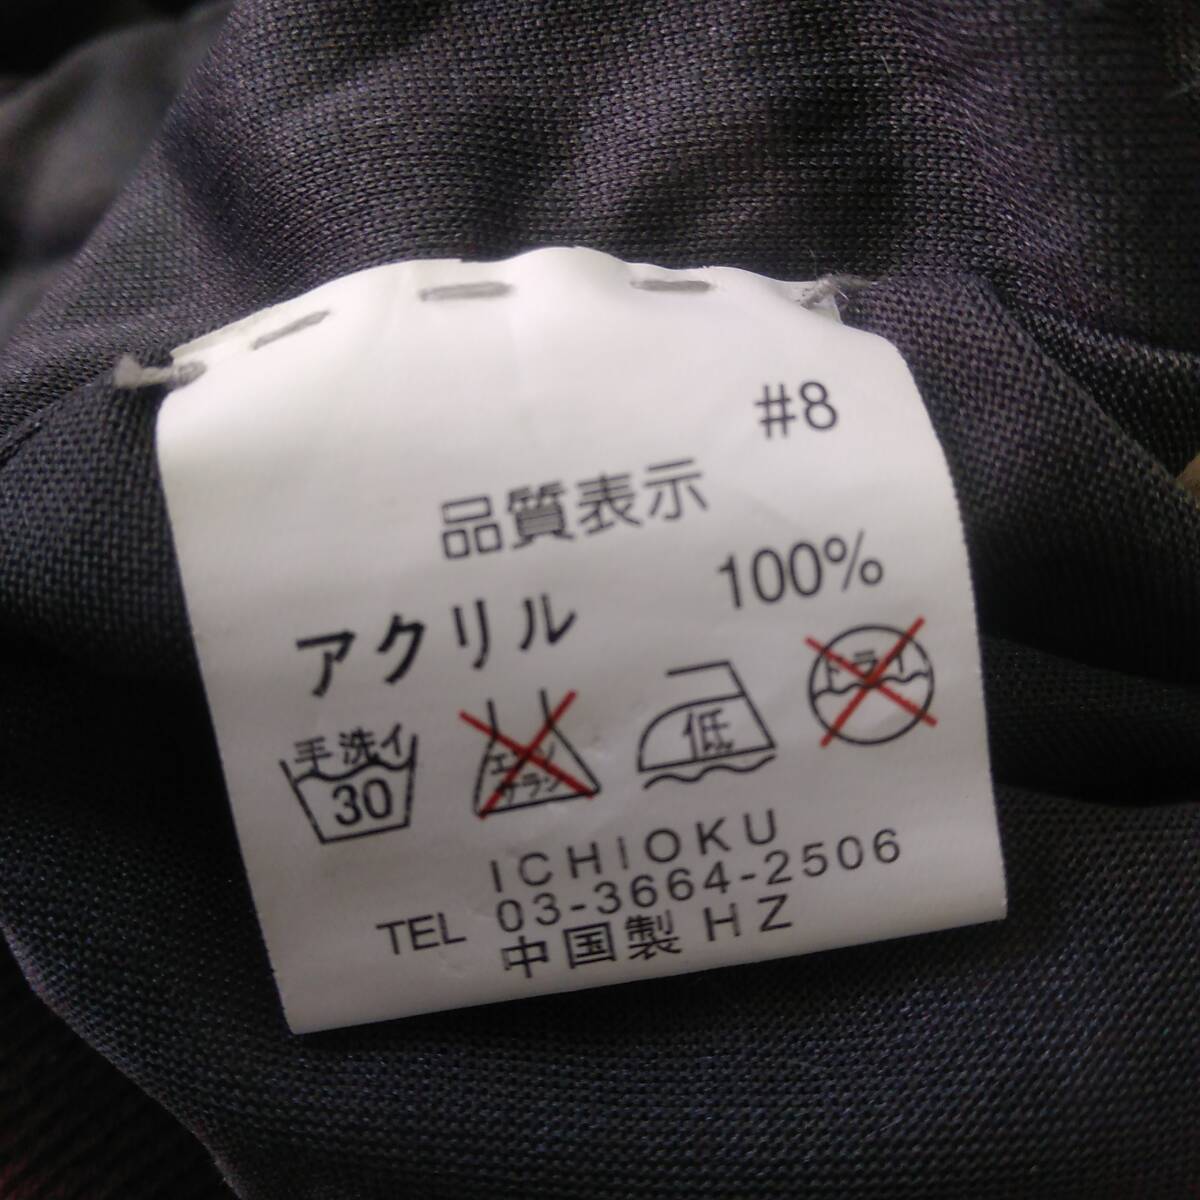 #8
品質表示
アクリル 100%
手洗イ
30
エンソ
サラシ
低
ドライ
ICHIOKU
TEL 03-3664-2506
中国製 HZ